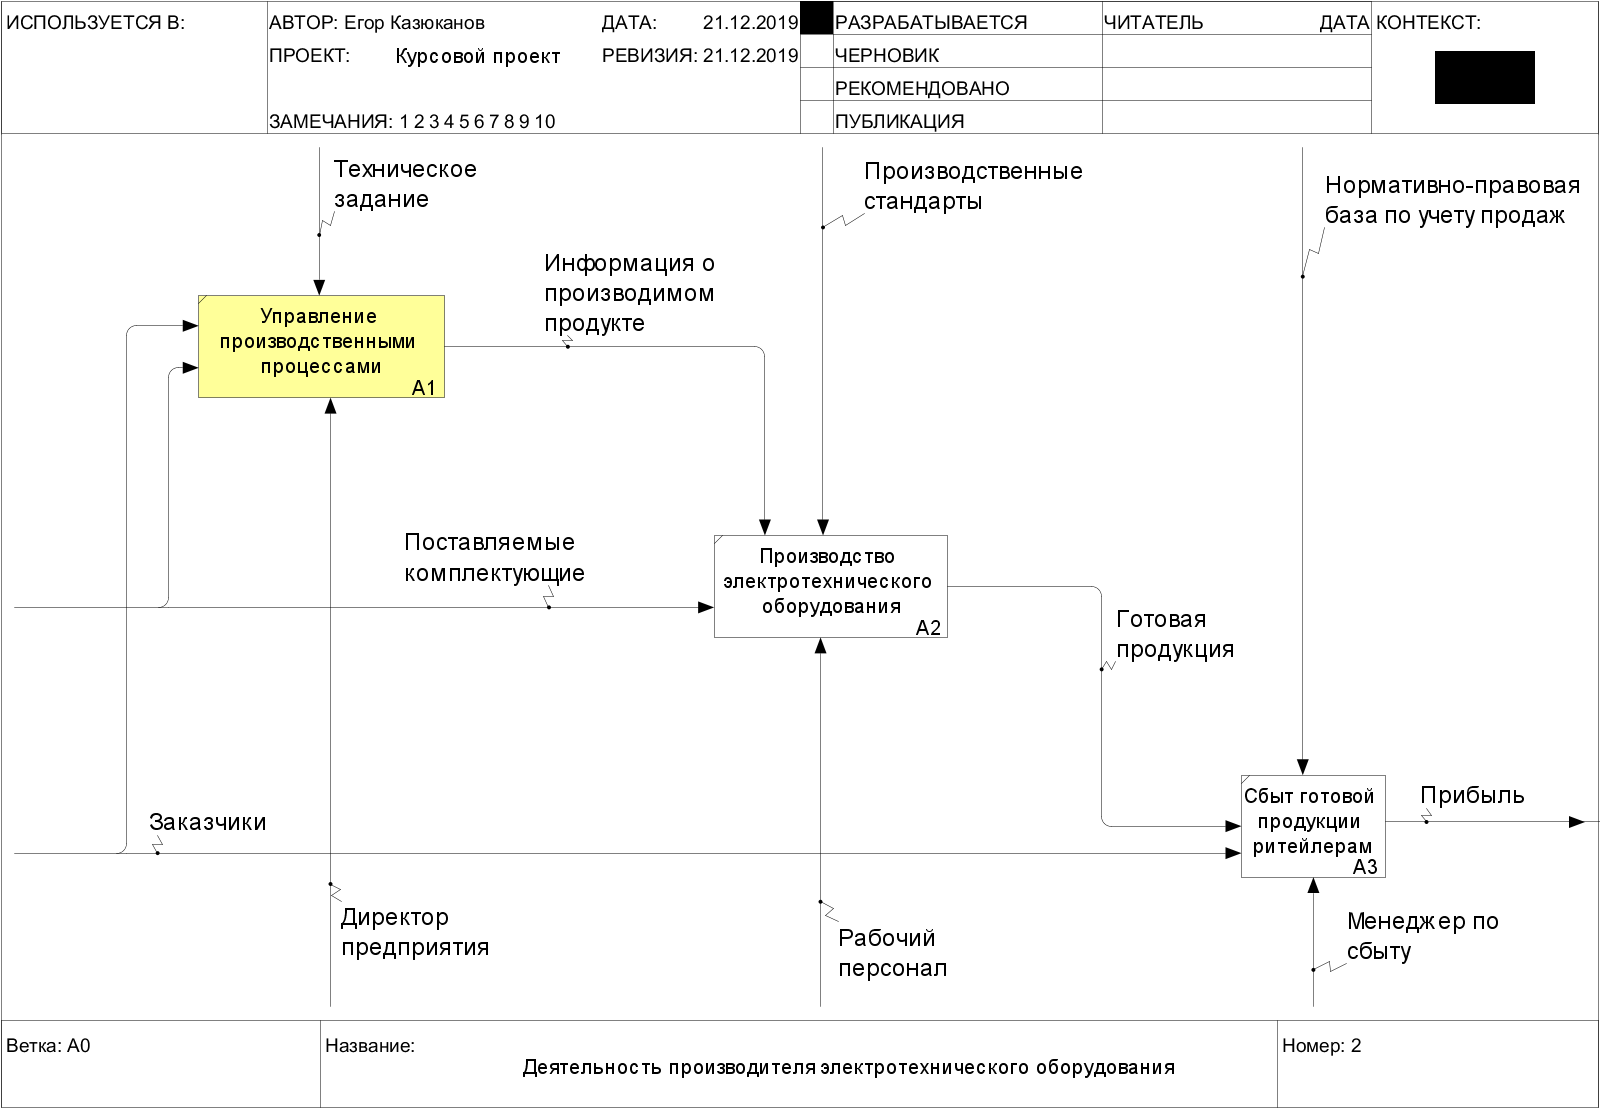 ИСПОЛЬЗУЕТСЯ В:
АВТОР: Егор Казюканов
ДАТА: 21.12.2019
ПРОЕКТ: Курсовой проект
РЕВИЗИЯ: 21.12.2019
ЗАМЕЧАНИЯ: 1 2 3 4 5 6 7 8 9 10
РАЗРАБАТЫВАЕТСЯ
ЧЕРНОВИК
РЕКОМЕНДОВАНО
ПУБЛИКАЦИЯ
ЧИТАТЕЛЬ
ДАТА
КОНТЕКСТ:
Техническое
задание
Производственные
стандарты
Нормативно-правовая
база по учету продаж
Информация о
производимом
продукте
Управление
производственными
процессами
A1
Поставляемые
комплектующие
Производство
электротехнического
оборудования
A2
Готовая
продукция
Заказчики
Сбыт готовой
продукции
ритейлерам
A3
Прибыль
Директор
предприятия
Рабочий
персонал
Менеджер по
сбыту
Ветка: A0
Название:
Деятельность производителя электротехнического оборудования
Номер: 2